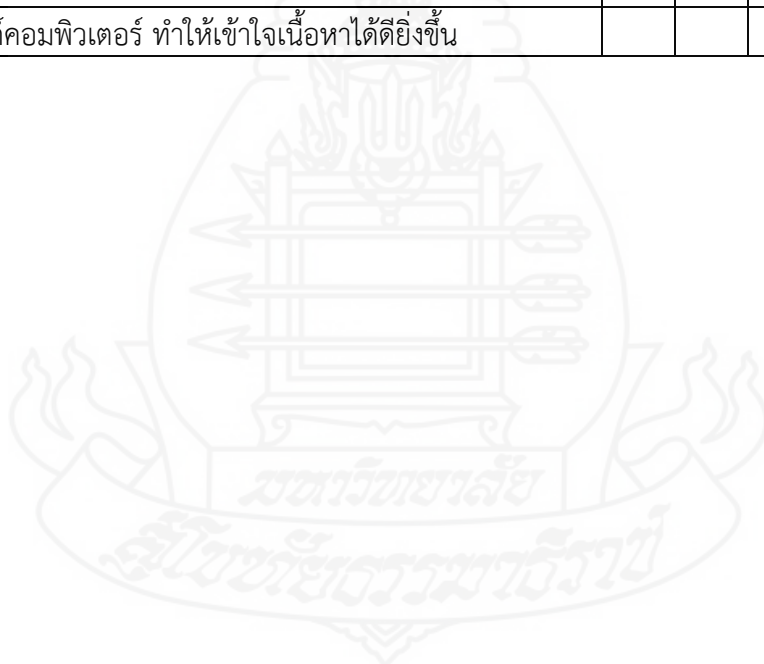 ์คอมพิวเตอร์ ทำให้เข้าใจเนื้อหาได้ดียิ่งขึ้น
มหาวิทยาลัย
สุโขทัยธรรมาธิราช